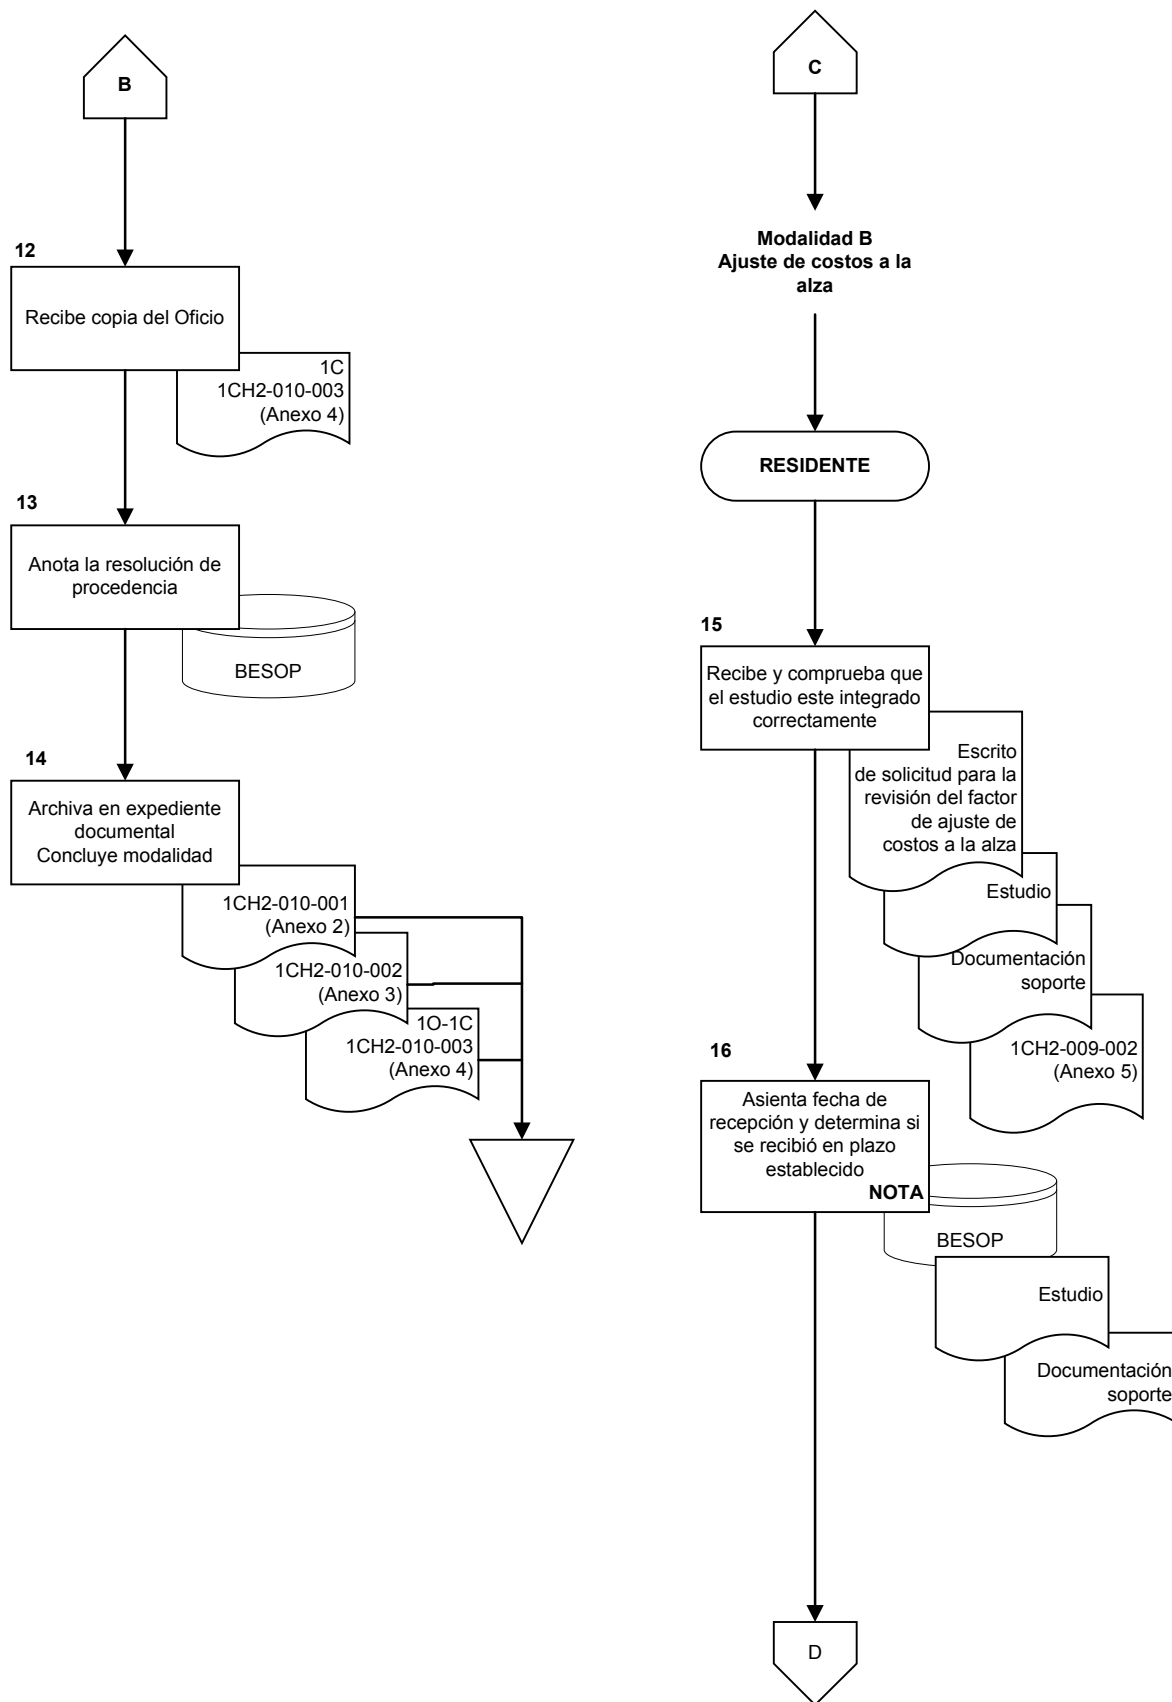 B
12
Recibe copia del Oficio
1C
1CH2-010-003
(Anexo 4)
13
Anota la resolución de
procedencia
BESOP
14
Archiva en expediente
documental
Concluye modalidad
1CH2-010-001
(Anexo 2)
1CH2-010-002
(Anexo 3)
1O-1C
1CH2-010-003
(Anexo 4)
C
Modalidad B
Ajuste de costos a la
alza
RESIDENTE
15
Recibe y comprueba que
el estudio este integrado
correctamente
Escrito
de solicitud para la
revisión del factor
de ajuste de
costos a la alza
Estudio
Documentación
soporte
1CH2-009-002
(Anexo 5)
16
Asienta fecha de
recepción y determina si
se recibió en plazo
establecido
NOTA
BESOP
Estudio
Documentación
soporte
D